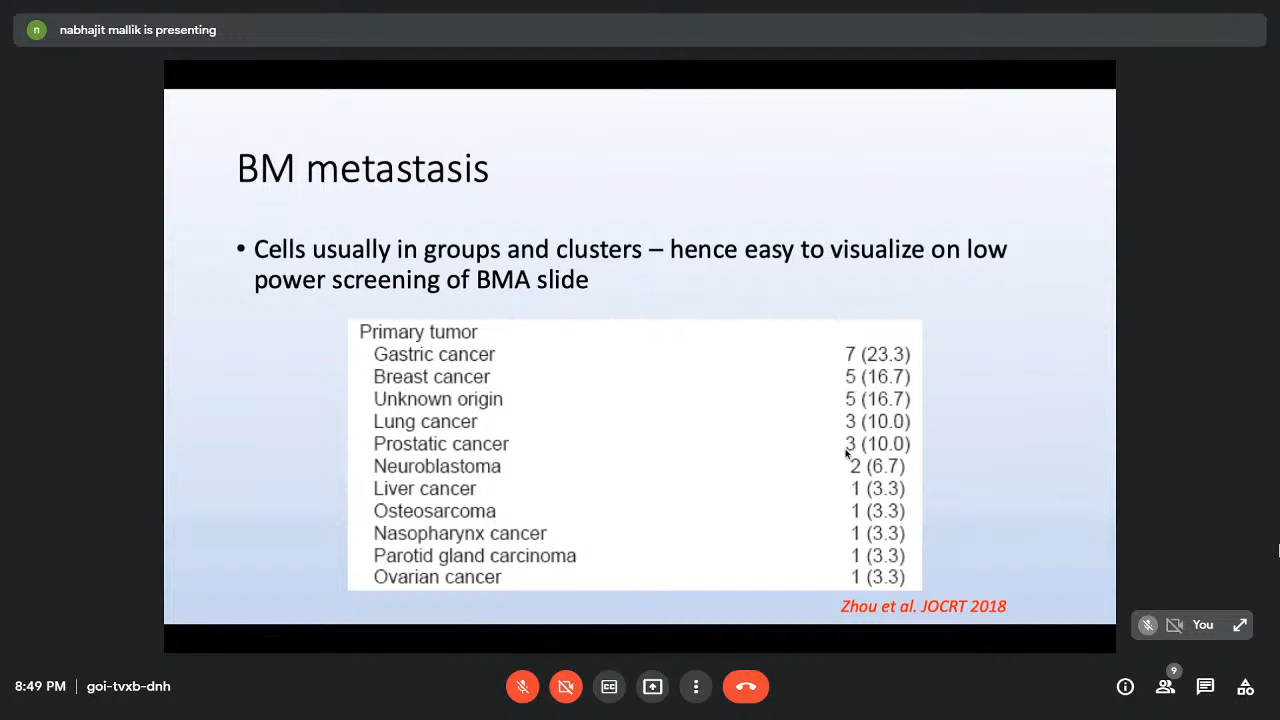 n
nabhajit mallik is presenting
BM metastasis
• Cells usually in groups and clusters – hence easy to visualize on low
power screening of BMA slide
Primary tumor
Gastric cancer 7 (23.3)
Breast cancer 5 (16.7)
Unknown origin 5 (16.7)
Lung cancer 3 (10.0)
Prostatic cancer 3 (10.0)
Neuroblastoma 2 (6.7)
Liver cancer 1 (3.3)
Osteosarcoma 1 (3.3)
Nasopharynx cancer 1 (3.3)
Parotid gland carcinoma 1 (3.3)
Ovarian cancer 1 (3.3)
Zhou et al. JOCRT 2018
You
8:49 PM goi-tvxb-dnh
CC
9